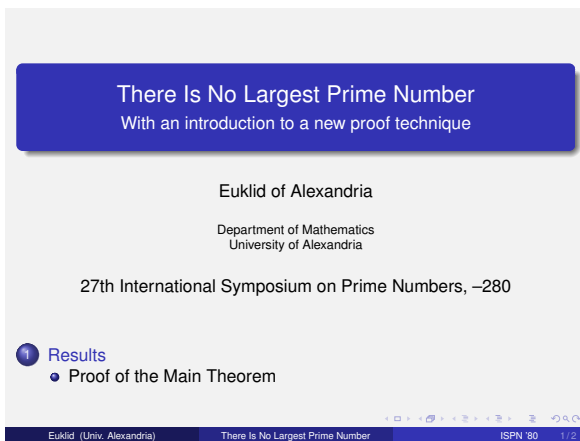 There Is No Largest Prime Number
With an introduction to a new proof technique
Euklid of Alexandria
Department of Mathematics
University of Alexandria
27th International Symposium on Prime Numbers, –280
1 Results
Proof of the Main Theorem
Euklid (Univ. Alexandria) There Is No Largest Prime Number ISPN '80 1 / 2